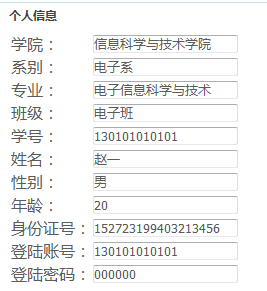 个人信息
学院： 信息科学与技术学院
系别： 电子系
专业： 电子信息科学与技术
班级： 电子班
学号： 130101010101
姓名： 赵一
性别： 男
年龄： 20
身份证号： 152723199403213456
登陆账号： 130101010101
登陆密码： 000000